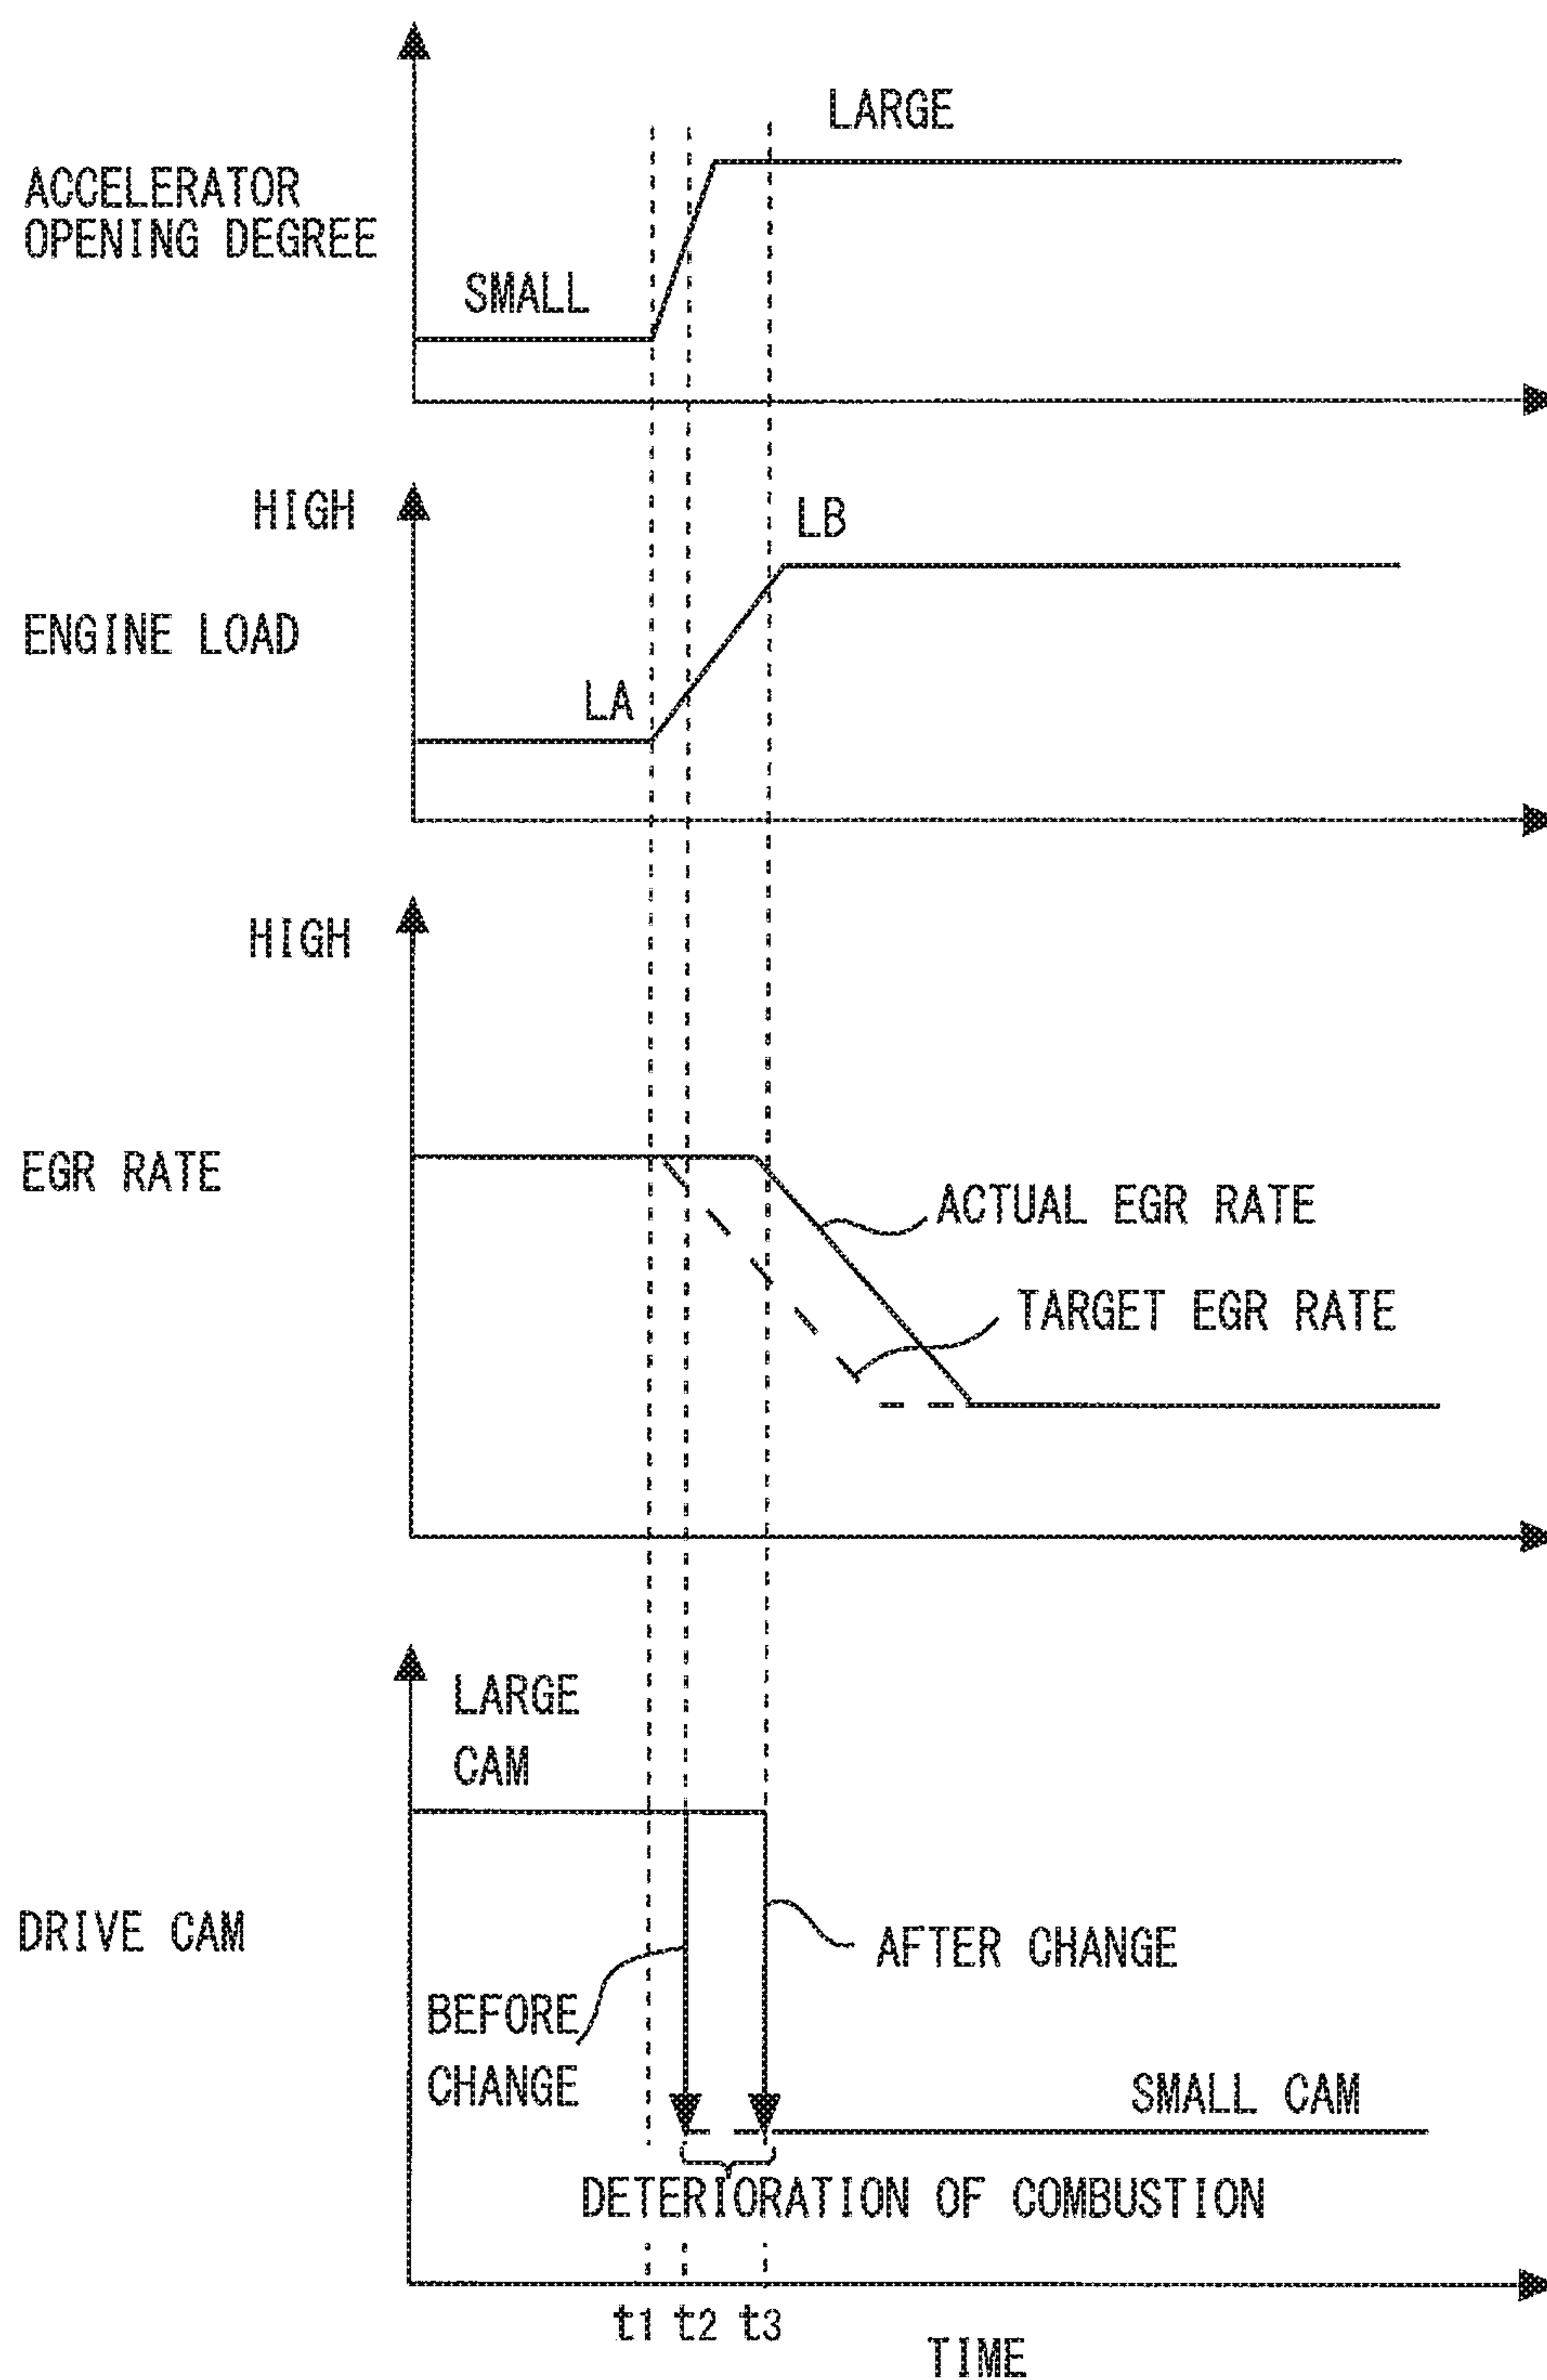 LARGE
ACCELERATOR
OPENING DEGREE
SMALL
HIGH
LB
ENGINE LOAD
LA
HIGH
EGR RATE
ACTUAL EGR RATE
TARGET EGR RATE
LARGE
CAM
DRIVE CAM
AFTER CHANGE
BEFORE
CHANGE
SMALL CAM
DETERIORATION OF COMBUSTION
t1 t2 t3
TIME